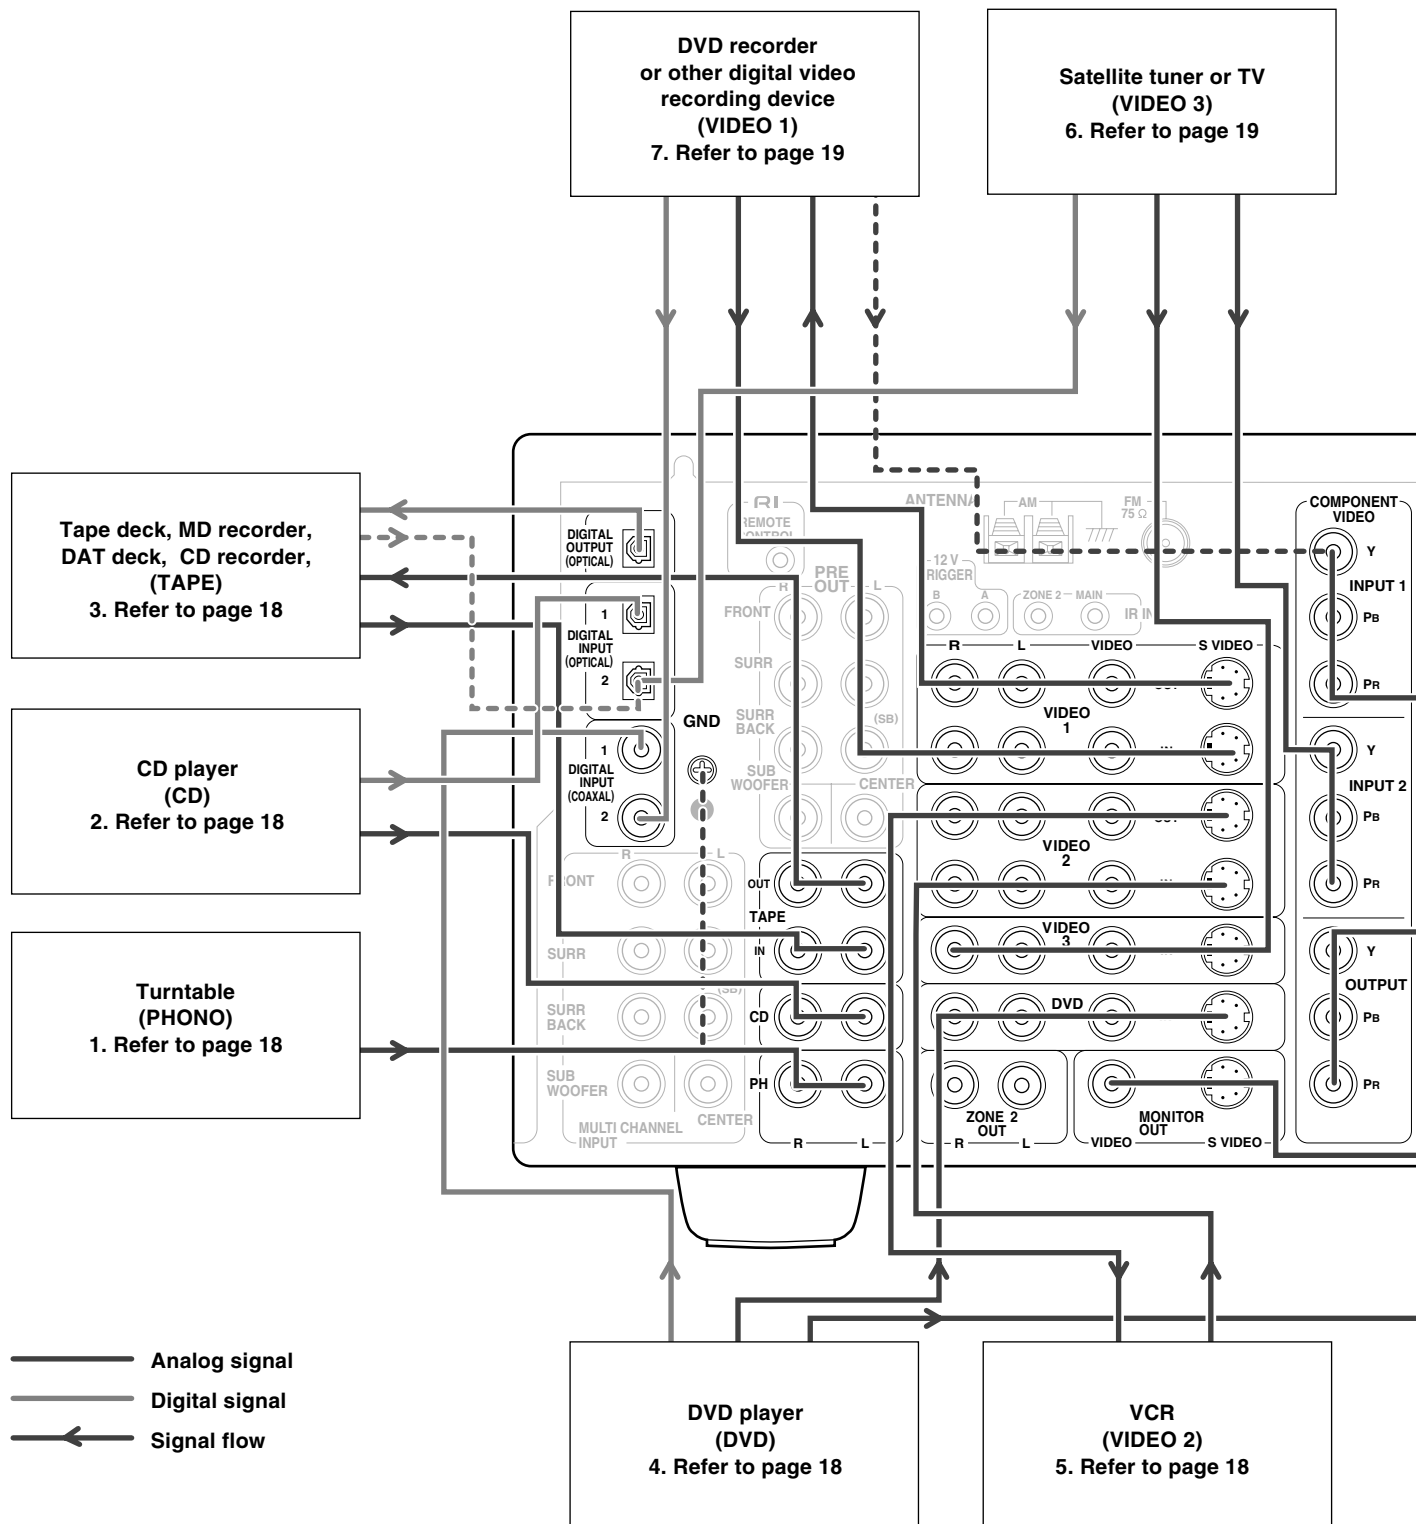 DVD recorder
or other digital video
recording device
(VIDEO 1)
7. Refer to page 19
Satellite tuner or TV
(VIDEO 3)
6. Refer to page 19
Tape deck, MD recorder,
DAT deck, CD recorder,
(TAPE)
3. Refer to page 18
CD player
(CD)
2. Refer to page 18
Turntable
(PHONO)
1. Refer to page 18
DIGITAL
OUTPUT
(OPTICAL)
1
DIGITAL
INPUT
(OPTICAL)
2
1
DIGITAL
INPUT
(COAXAL)
2
GND
RI
REMOTE
CONTROL
PRE
OUT
R
L
FRONT
SURR
SURR
BACK
(SB)
SUB
WOOFER
CENTER
ANTENNA
AM
FM
75 Ω
12 V
TRIGGER
B
A
ZONE 2
MAIN
IR IN
R
L
VIDEO
S VIDEO
OUT
VIDEO
1
IN
OUT
VIDEO
2
IN
VIDEO
3
IN
DVD
ZONE 2
OUT
R
L
MONITOR
OUT
VIDEO
S VIDEO
COMPONENT
VIDEO
Y
INPUT 1
PB
PR
Y
INPUT 2
PB
PR
Y
OUTPUT
PB
PR
R
L
FRONT
SURR
SURR
BACK
(SB)
SUB
WOOFER
CENTER
MULTI CHANNEL
INPUT
OUT
TAPE
IN
CD
PH
R
L
Analog signal
Digital signal
Signal flow
DVD player
(DVD)
4. Refer to page 18
VCR
(VIDEO 2)
5. Refer to page 18